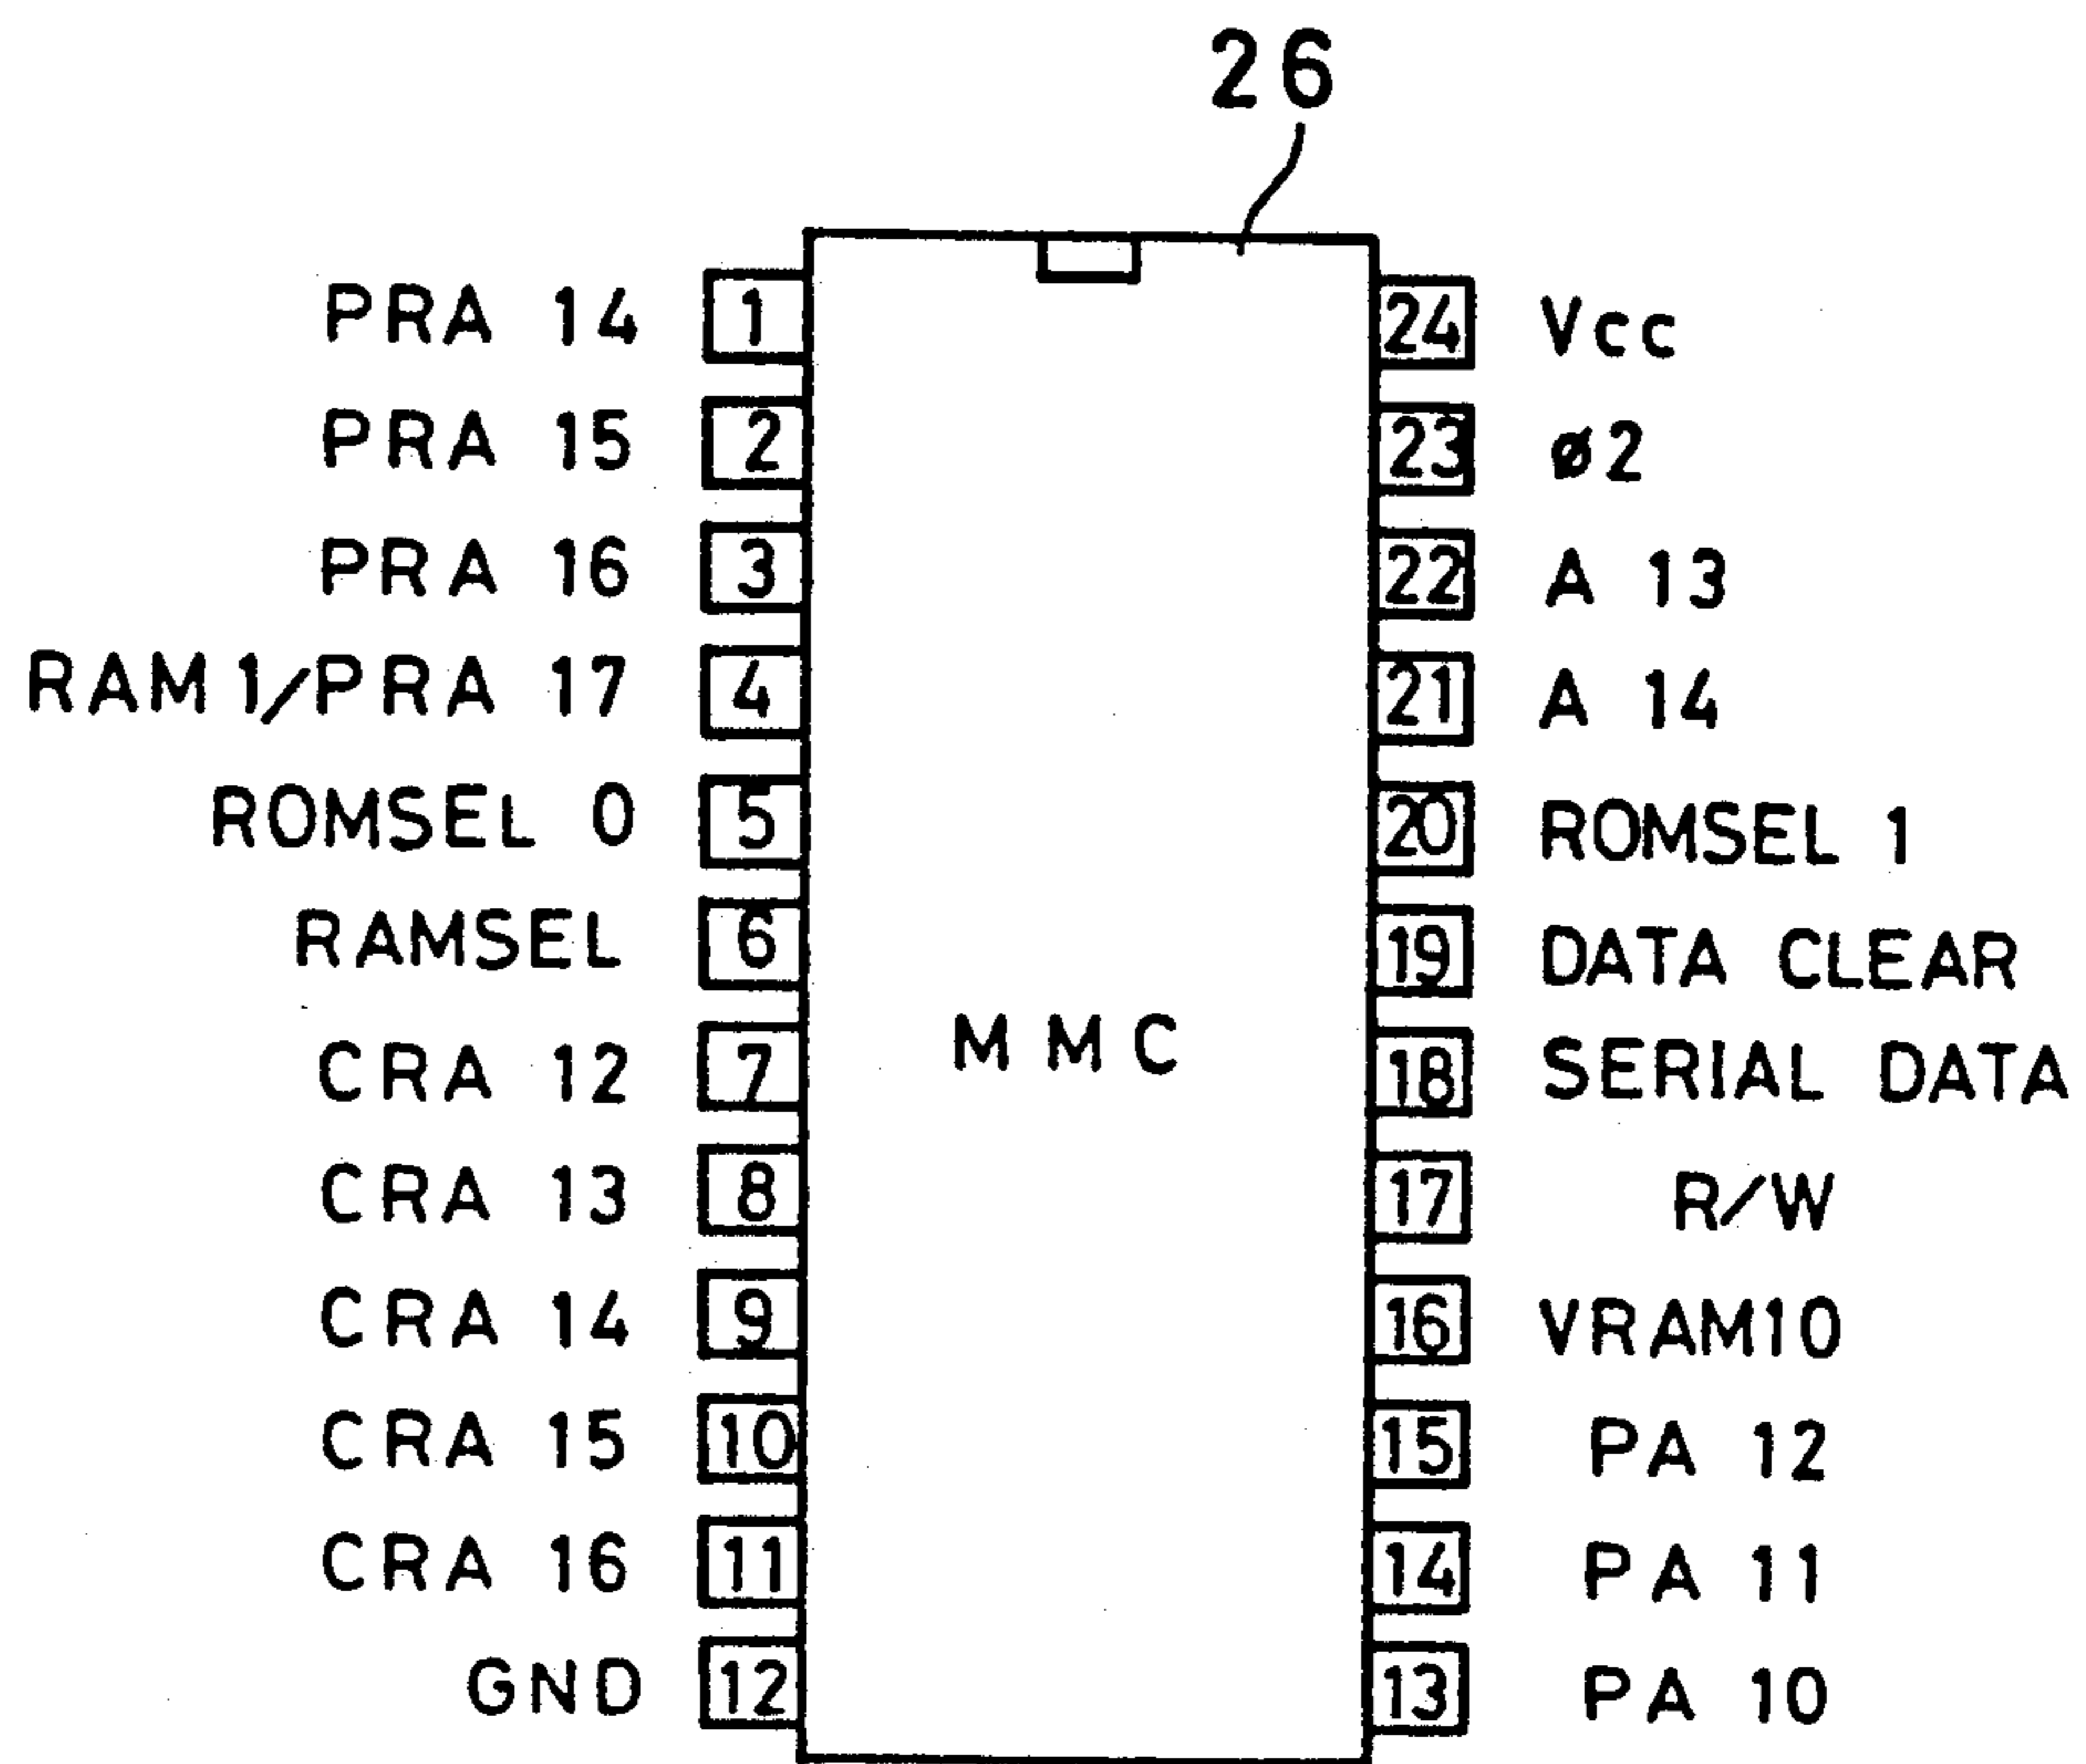 26
PRA 14 1 24 Vcc
PRA 15 2 23 ø2
PRA 16 3 22 A 13
RAM 1/PRA 17 4 21 A 14
ROMSEL 0 5 20 ROMSEL 1
RAMSEL 6 19 DATA CLEAR
MMC
CRA 12 7 18 SERIAL DATA
CRA 13 8 17 R/W
CRA 14 9 16 VRAM10
CRA 15 10 15 PA 12
CRA 16 11 14 PA 11
GND 12 13 PA 10